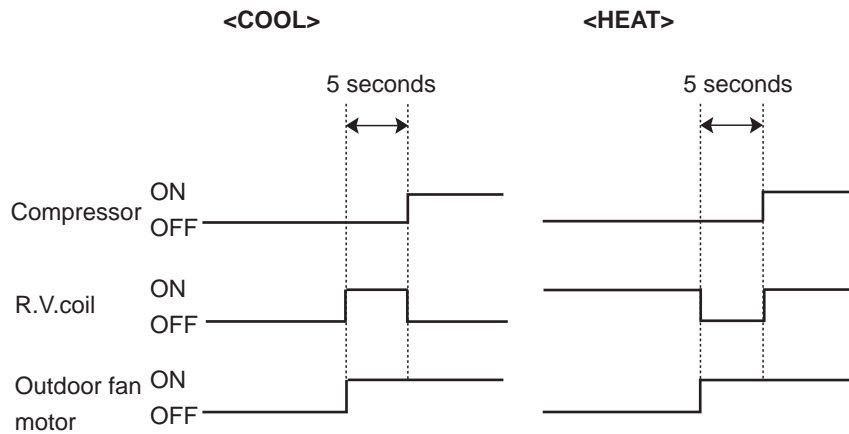 <COOL> <HEAT>
5 seconds 5 seconds
Compressor ON
OFF
R.V.coil ON
OFF
Outdoor fan motor ON
OFF